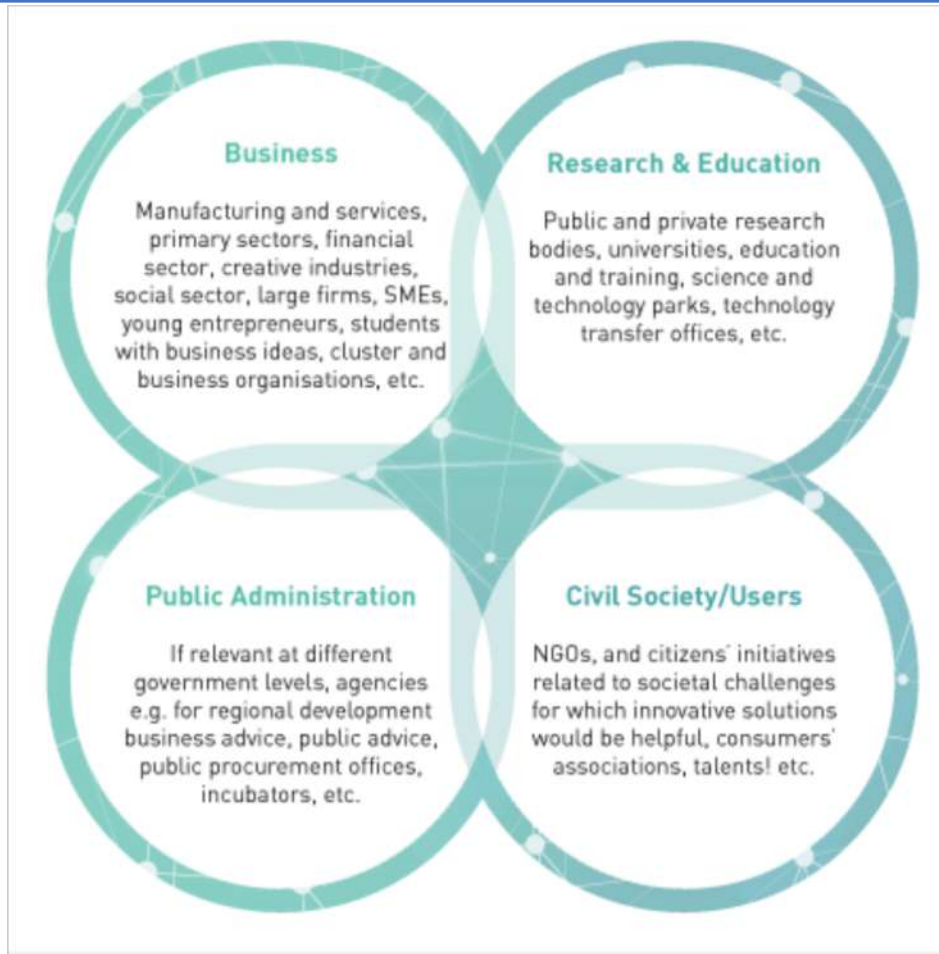 Business
Manufacturing and services,
primary sectors, financial
sector, creative industries,
social sector, large firms, SMEs,
young entrepreneurs, students
with business ideas, cluster and
business organisations, etc.
Research & Education
Public and private research
bodies, universities, education
and training, science and
technology parks, technology
transfer offices, etc.
Public Administration
If relevant at different
government levels, agencies
e.g. for regional development
business advice, public advice,
public procurement offices,
incubators, etc.
Civil Society/Users
NGOs, and citizens' initiatives
related to societal challenges
for which innovative solutions
would be helpful, consumers'
associations, talents! etc.